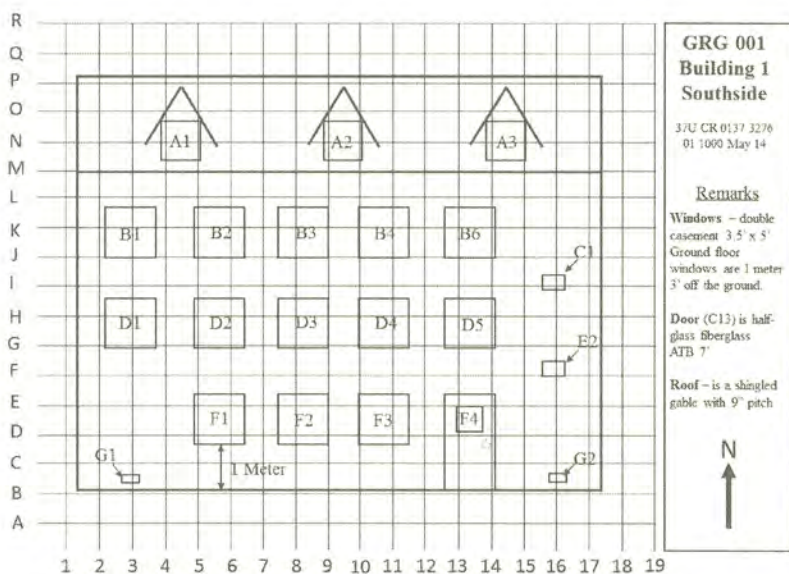 R
Q
P
O
N
M
L
K
J
I
H
G
F
E
D
C
B
A
A1 A2 A3
B1 B2 B3 B4 B6
C1
D1 D2 D3 D4 D5
E2
F1 F2 F3 F4
G1 1 Meter G2
1 2 3 4 5 6 7 8 9 10 11 12 13 14 15 16 17 18 19
GRG 001
Building 1
Southside
37U CR 0137 3276
01 1000 May 14
Remarks
Windows – double
casement 3.5' x 5'
Ground floor
windows are 1 meter
3' off the ground.
Door (C13) is half-
glass fiberglass
ATB 7'
Roof – is a shingled
gable with 9" pitch
N